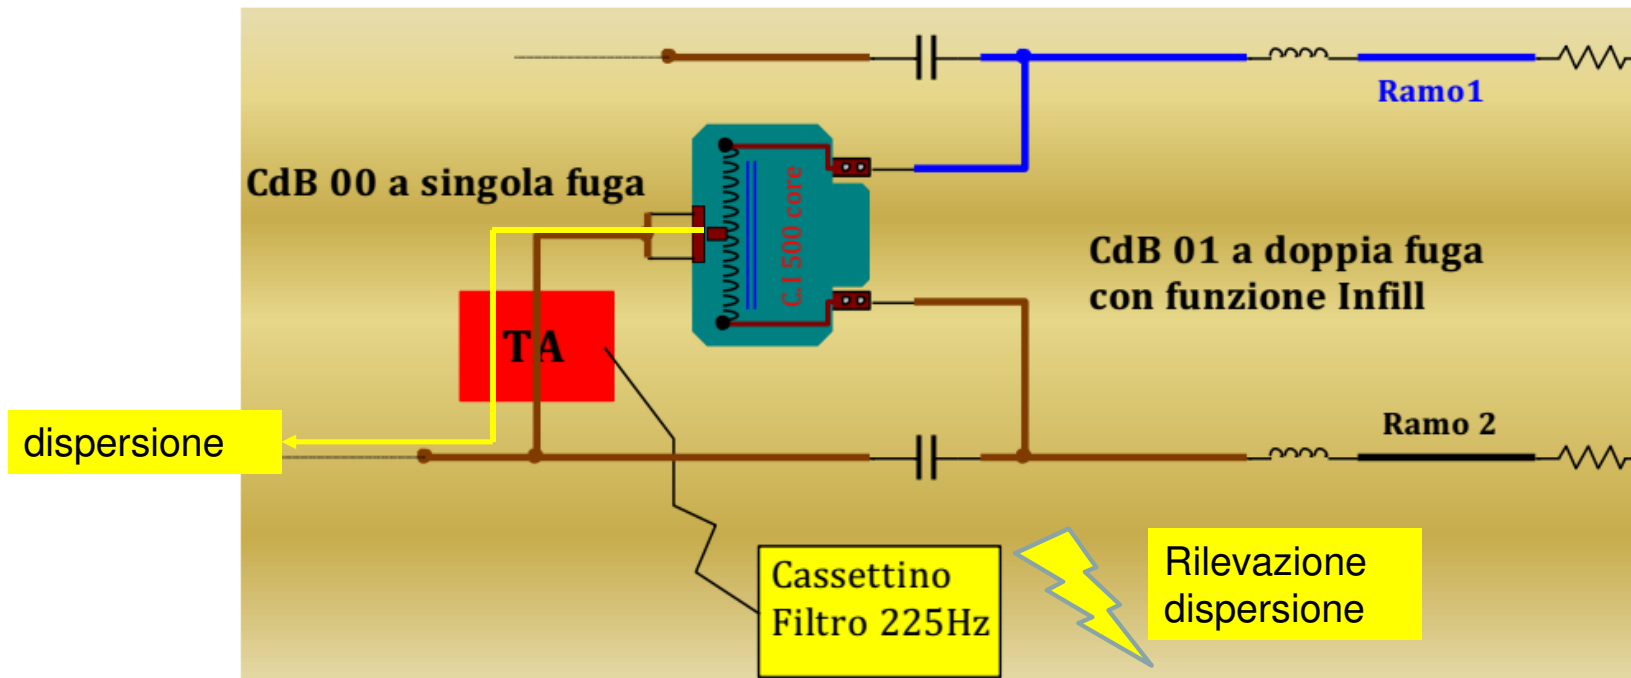 Ramo1
CdB 00 a singola fuga
C.I 500 core
CdB 01 a doppia fuga
con funzione Infill
TA
dispersione
Ramo 2
Cassettino
Filtro 225Hz
Rilevazione
dispersione